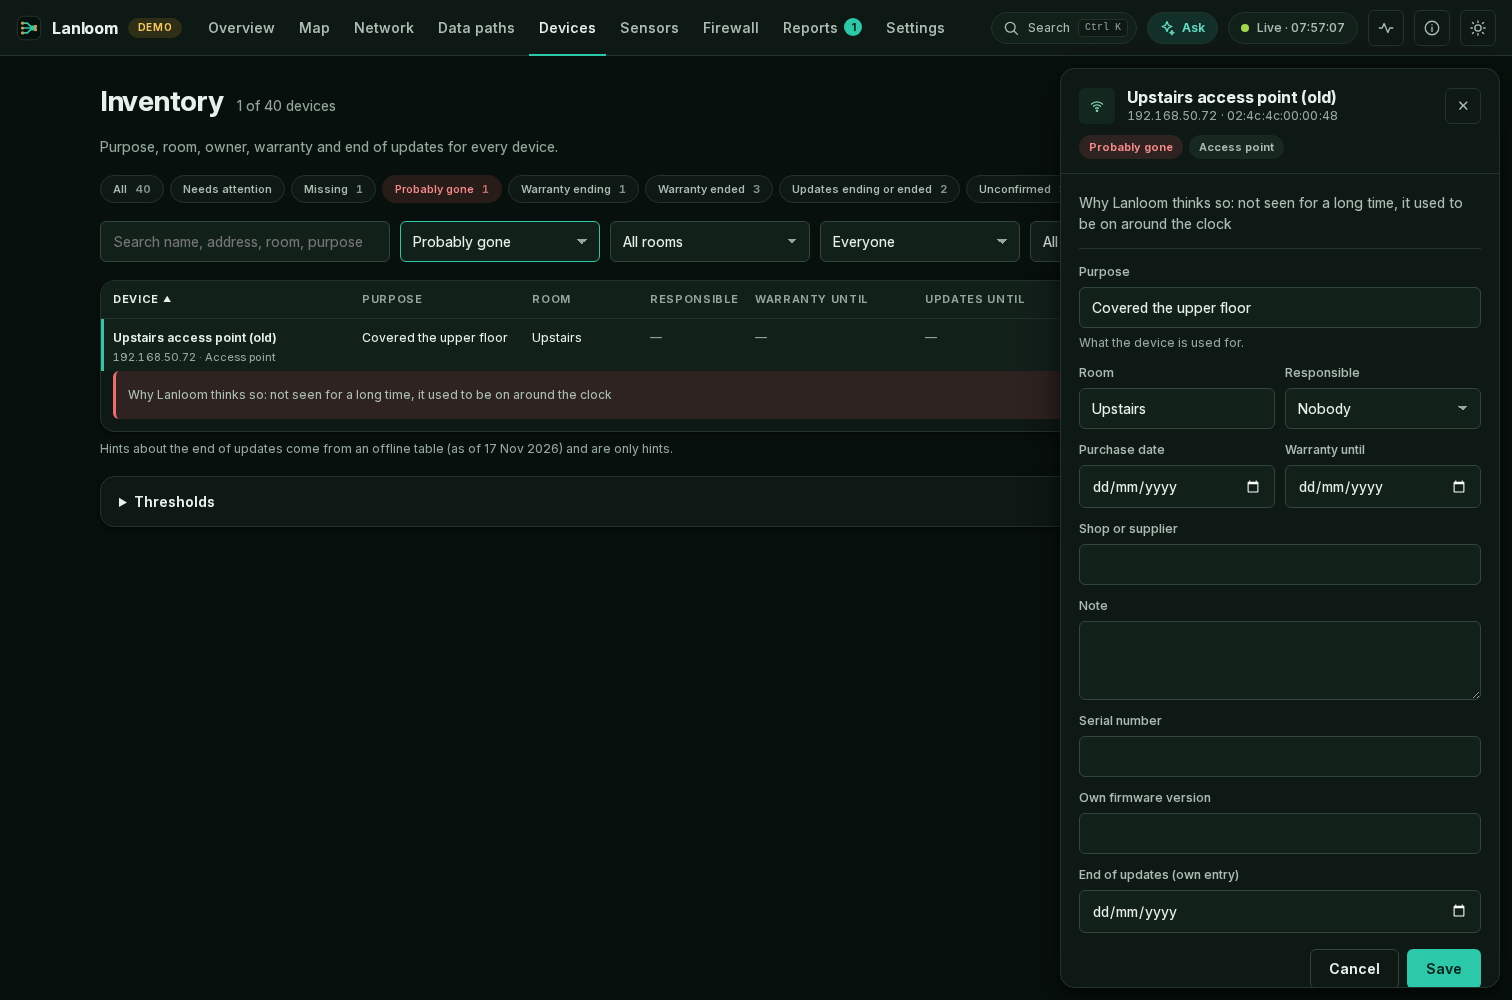 Lanloom DEMO Overview Map Network Data paths Devices Sensors Firewall Reports 1 Settings Search Ctrl K Ask Live · 07:57:07
Inventory 1 of 40 devices
Purpose, room, owner, warranty and end of updates for every device.
All 40 Needs attention Missing 1 Probably gone 1 Warranty ending 1 Warranty ended 3 Updates ending or ended 2 Unconfirmed
Search name, address, room, purpose Probably gone All rooms Everyone All
DEVICE ▲ PURPOSE ROOM RESPONSIBLE WARRANTY UNTIL UPDATES UNTIL
Upstairs access point (old) Covered the upper floor Upstairs — — —
192.168.50.72 · Access point
Why Lanloom thinks so: not seen for a long time, it used to be on around the clock
Hints about the end of updates come from an offline table (as of 17 Nov 2026) and are only hints.
▶ Thresholds
Upstairs access point (old)
192.168.50.72 · 02:4c:4c:00:00:48
Probably gone Access point
Why Lanloom thinks so: not seen for a long time, it used to
be on around the clock
Purpose
Covered the upper floor
What the device is used for.
Room Responsible
Upstairs Nobody
Purchase date Warranty until
dd/mm/yyyy dd/mm/yyyy
Shop or supplier
Note
Serial number
Own firmware version
End of updates (own entry)
dd/mm/yyyy
Cancel Save